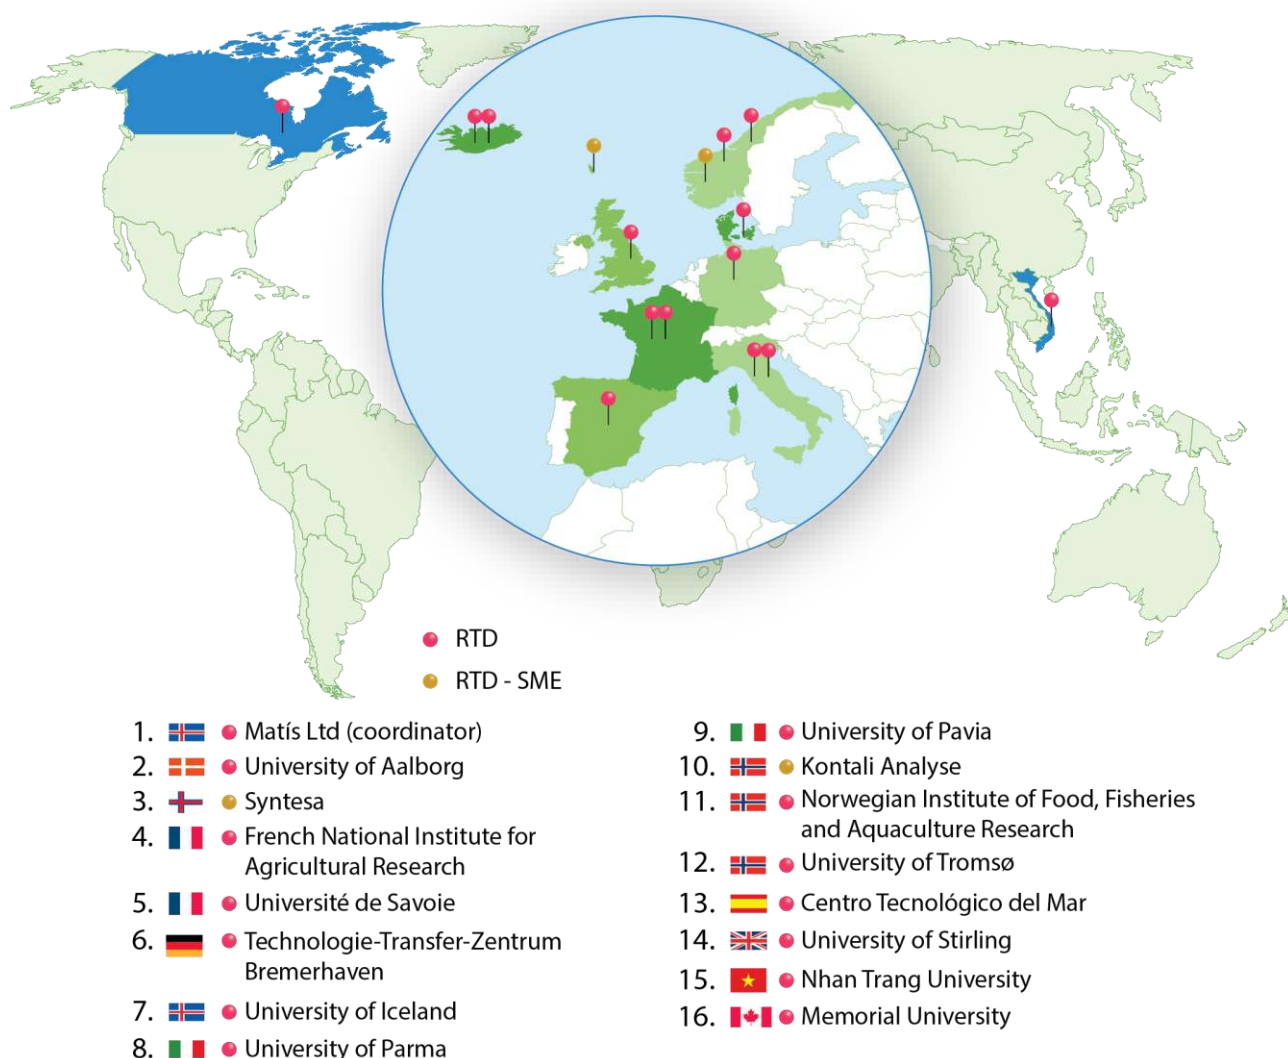 RTD
RTD - SME
1. Matís Ltd (coordinator)
2. University of Aalborg
3. Syntesa
4. French National Institute for
Agricultural Research
5. Université de Savoie
6. Technologie-Transfer-Zentrum
Bremerhaven
7. University of Iceland
8. University of Parma
9. University of Pavia
10. Kontali Analyse
11. Norwegian Institute of Food, Fisheries
and Aquaculture Research
12. University of Tromsø
13. Centro Tecnológico del Mar
14. University of Stirling
15. Nhan Trang University
16. Memorial University